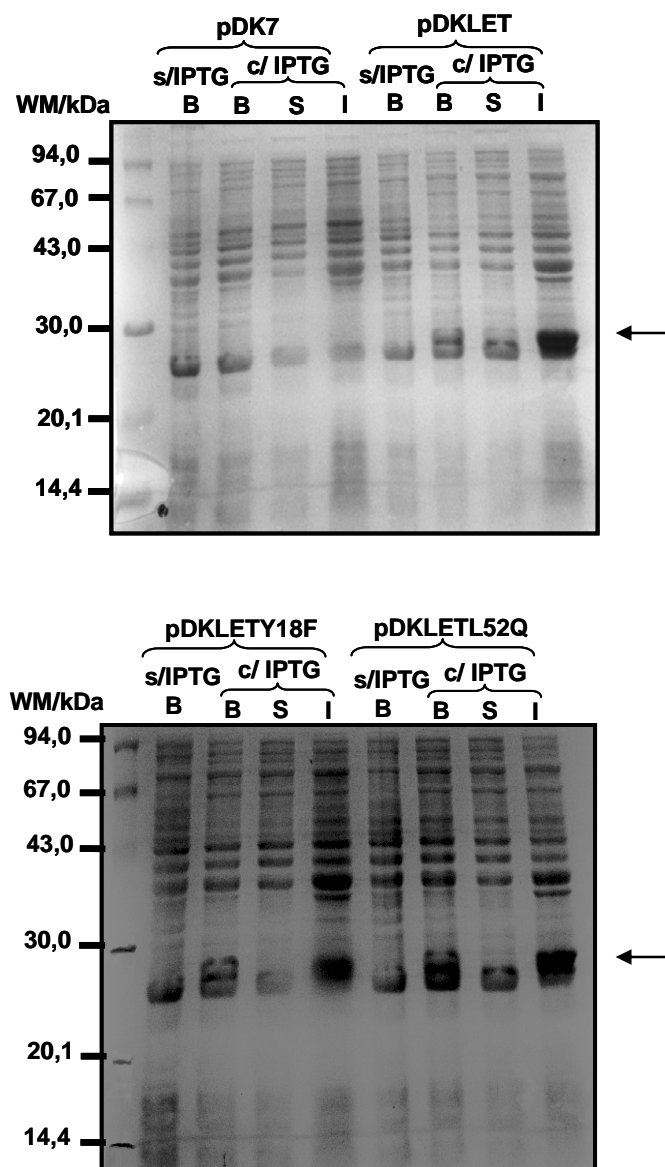 pDK7 pDKLET
s/IPTG c/ IPTG s/IPTG c/ IPTG
WM/kDa B B S I B B S I
94,0
67,0
43,0
30,0
20,1
14,4
pDKLETY18F pDKLETL52Q
s/IPTG c/ IPTG s/IPTG c/ IPTG
WM/kDa B B S I B B S I
94,0
67,0
43,0
30,0
20,1
14,4